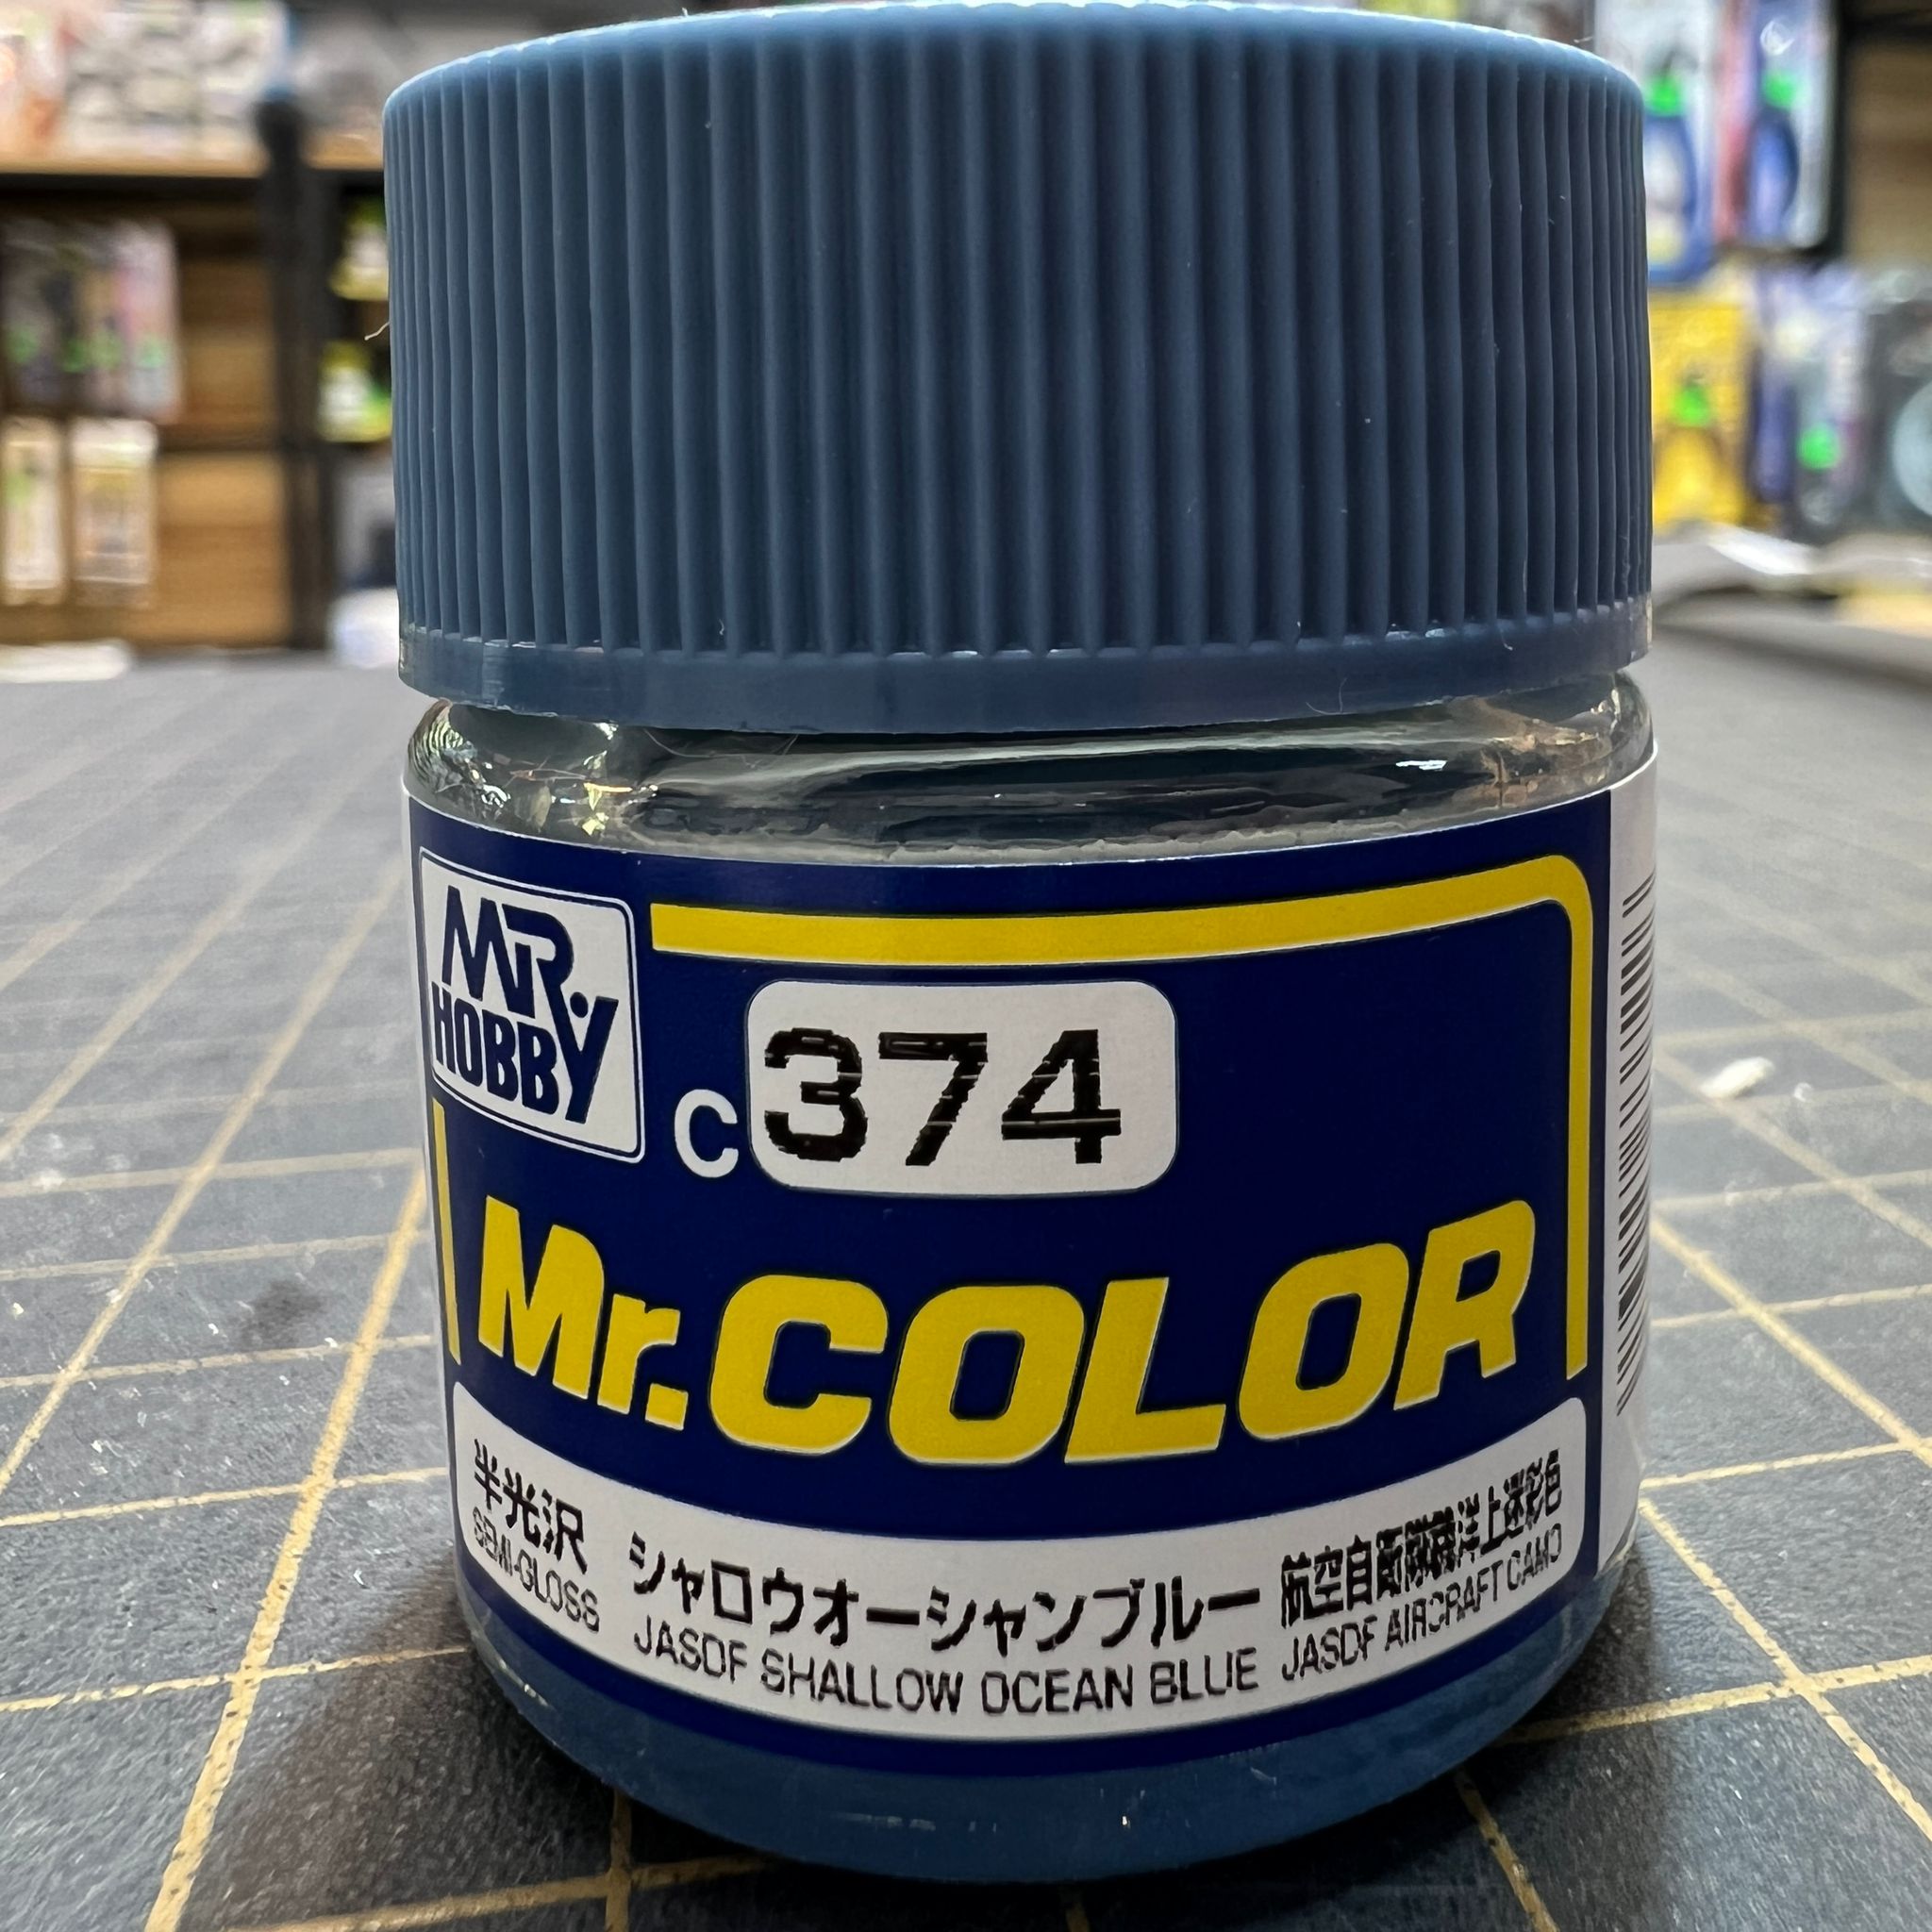 MR.
HOBBY
C 374
Mr.COLOR
半光沢 シャロウオーシャンブルー 航空自衛隊機洋上迷彩色
SEMI-GLOSS JASDF SHALLOW OCEAN BLUE JASDF AIRCRAFT CAMO